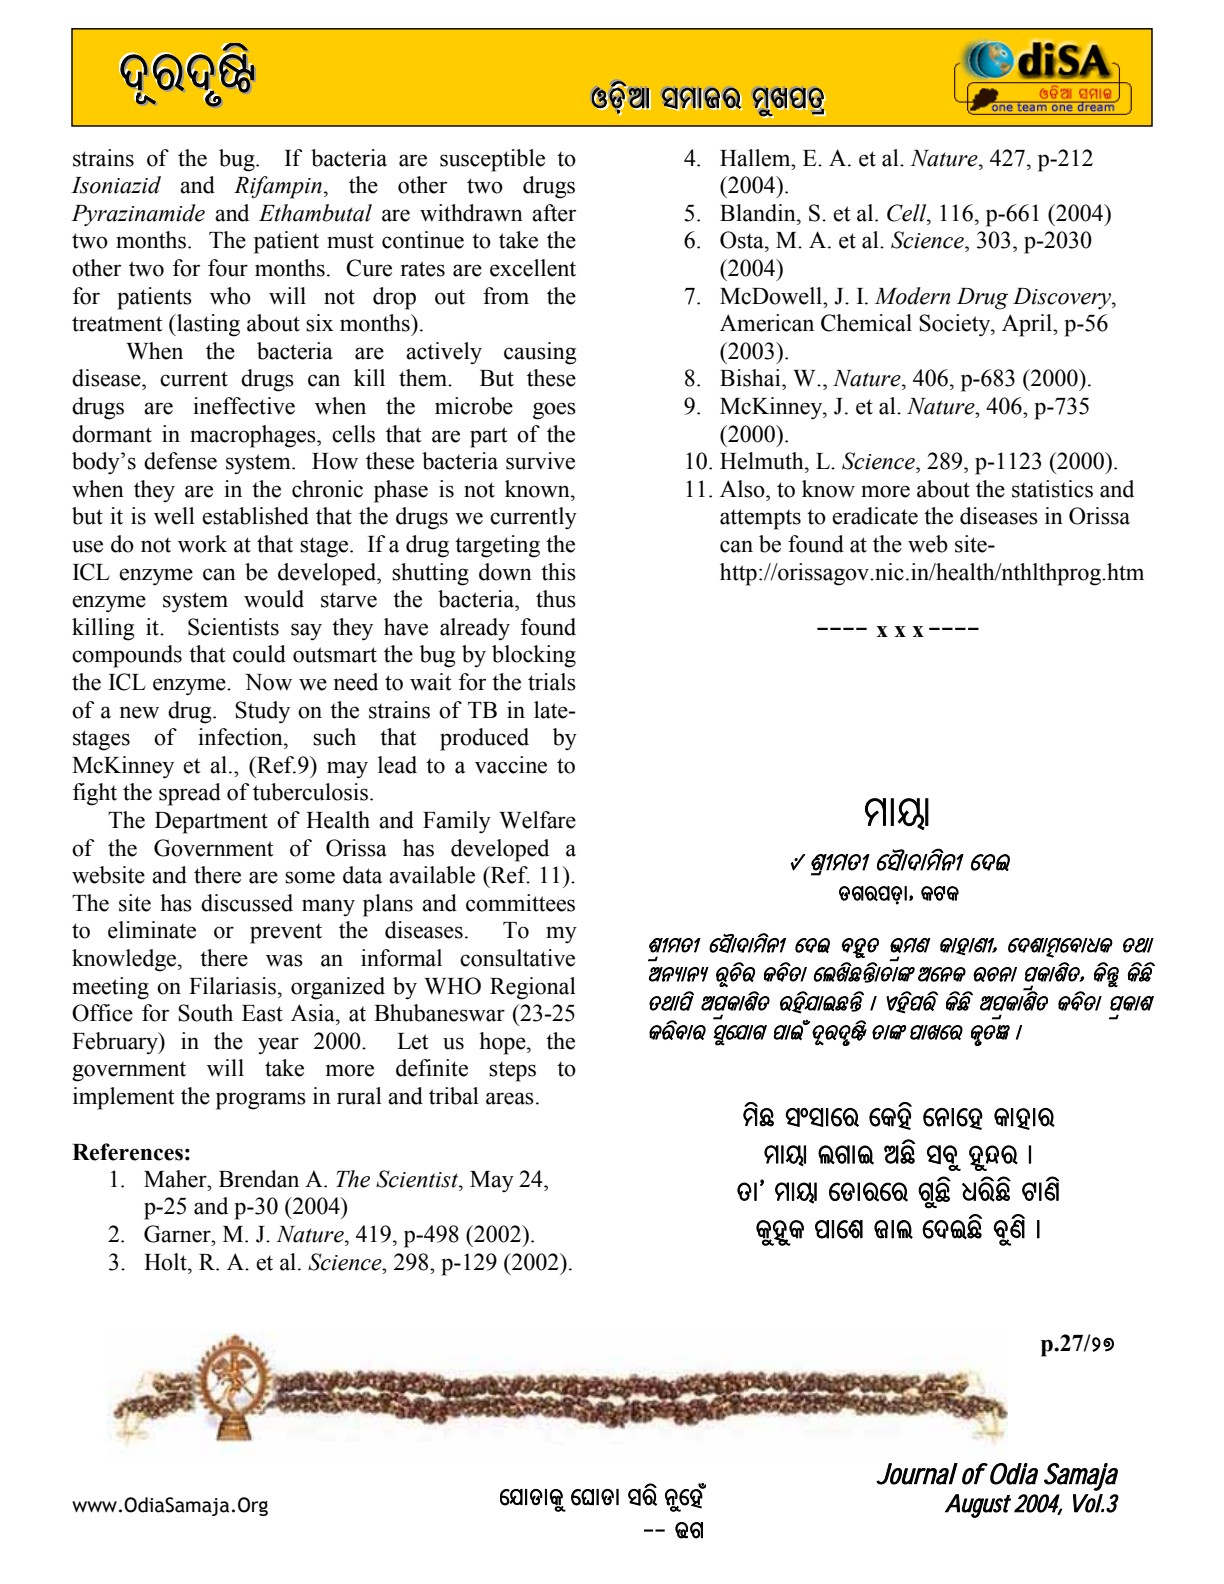 ଦୂରଦୃଷ୍ଟି
ଓଡ଼ିଆ ସମାଜର ମୁଖପତ୍ର
OdiSA
ଓଡିଆ ସମାଜ
one team one dream
strains of the bug. If bacteria are susceptible to
Isoniazid and Rifampin, the other two drugs
Pyrazinamide and Ethambutal are withdrawn after
two months. The patient must continue to take the
other two for four months. Cure rates are excellent
for patients who will not drop out from the
treatment (lasting about six months).
When the bacteria are actively causing
disease, current drugs can kill them. But these
drugs are ineffective when the microbe goes
dormant in macrophages, cells that are part of the
body’s defense system. How these bacteria survive
when they are in the chronic phase is not known,
but it is well established that the drugs we currently
use do not work at that stage. If a drug targeting the
ICL enzyme can be developed, shutting down this
enzyme system would starve the bacteria, thus
killing it. Scientists say they have already found
compounds that could outsmart the bug by blocking
the ICL enzyme. Now we need to wait for the trials
of a new drug. Study on the strains of TB in late-
stages of infection, such that produced by
McKinney et al., (Ref.9) may lead to a vaccine to
fight the spread of tuberculosis.
The Department of Health and Family Welfare
of the Government of Orissa has developed a
website and there are some data available (Ref. 11).
The site has discussed many plans and committees
to eliminate or prevent the diseases. To my
knowledge, there was an informal consultative
meeting on Filariasis, organized by WHO Regional
Office for South East Asia, at Bhubaneswar (23-25
February) in the year 2000. Let us hope, the
government will take more definite steps to
implement the programs in rural and tribal areas.
References:
1. Maher, Brendan A. The Scientist, May 24,
p-25 and p-30 (2004)
2. Garner, M. J. Nature, 419, p-498 (2002).
3. Holt, R. A. et al. Science, 298, p-129 (2002).
4. Hallem, E. A. et al. Nature, 427, p-212
(2004).
5. Blandin, S. et al. Cell, 116, p-661 (2004)
6. Osta, M. A. et al. Science, 303, p-2030
(2004)
7. McDowell, J. I. Modern Drug Discovery,
American Chemical Society, April, p-56
(2003).
8. Bishai, W., Nature, 406, p-683 (2000).
9. McKinney, J. et al. Nature, 406, p-735
(2000).
10. Helmuth, L. Science, 289, p-1123 (2000).
11. Also, to know more about the statistics and
attempts to eradicate the diseases in Orissa
can be found at the web site-
http://orissagov.nic.in/health/nthlthprog.htm
---- x x x ----
ମାୟା
✓ ଶ୍ରୀମତୀ ସୌଦାମିନୀ ଦେଇ
ଡଗରପଡ଼ା, କଟକ
ଶ୍ରୀମତୀ ସୌଦାମିନୀ ଦେଇ ବହୁତ ଭ୍ରମଣ କାହାଣୀ, ଦେଶାତ୍ମବୋଧକ ତଥା
ଅନ୍ୟାନ୍ୟ ରୁଚିର କବିତା ଲେଖିଛନ୍ତି।ତାଙ୍କ ଅନେକ ରଚନା ପ୍ରକାଶିତ, କିନ୍ତୁ କିଛି
ତଥାପି ଅପ୍ରକାଶିତ ରହିଯାଇଛନ୍ତି । ଏହିପରି କିଛି ଅପ୍ରକାଶିତ କବିତା ପ୍ରକାଶ
କରିବାର ସୁଯୋଗ ପାଇଁ ଦୂରଦୃଷ୍ଟି ତାଙ୍କ ପାଖରେ କୃତଜ୍ଞ ।
ମିଛ ସଂସାରେ କେହି ନୋହେ କାହାର
ମାୟା ଲଗାଇ ଅଛି ସବୁ ହୁନ୍ଦର ।
ତା’ ମାୟା ଡୋରରେ ଗୁଛି ଧରିଛି ଟାଣି
କୁହୁକ ପାଶେ ଜାଲ ଦେଇଛି ବୁଣି ।
p.27/୨୭
www.OdiaSamaja.Org
ଯୋଡାକୁ ଘୋଡା ସରି ନୁହେଁ
-- ଢଗ
Journal of Odia Samaja
August 2004, Vol.3